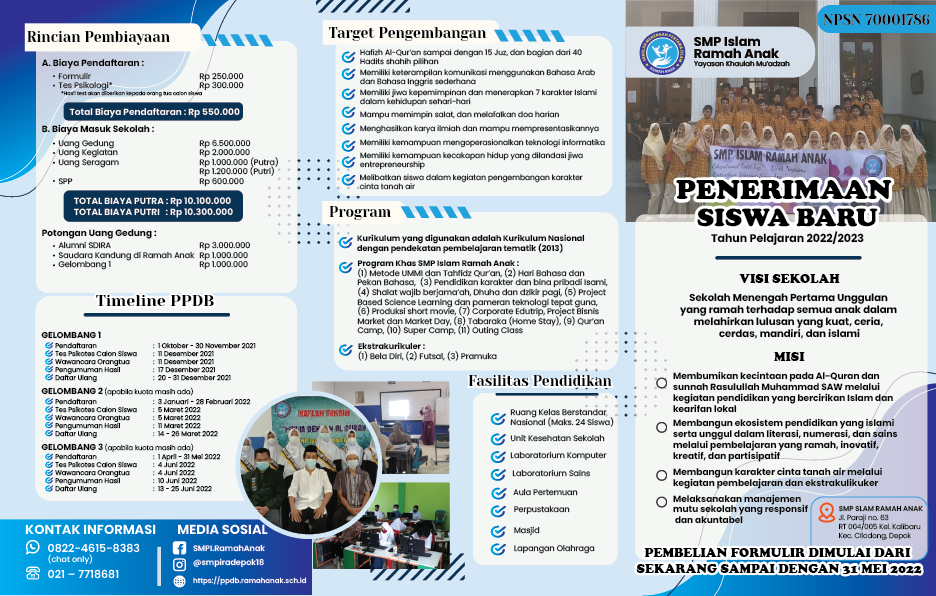 Rincian Pembiayaan
A. Biaya Pendaftaran :
• Formulir Rp 250.000
• Tes Psikologi* Rp 300.000
*Hasil test akan diberikan kepada orang tua calon siswa
Total Biaya Pendaftaran : Rp 550.000
B. Biaya Masuk Sekolah :
• Uang Gedung Rp 6.500.000
• Uang Kegiatan Rp 2.000.000
• Uang Seragam Rp 1.000.000 (Putra)
Rp 1.200.000 (Putri)
• SPP Rp 600.000
TOTAL BIAYA PUTRA : Rp 10.100.000
TOTAL BIAYA PUTRI : Rp 10.300.000
Potongan Uang Gedung :
• Alumni SDIRA Rp 3.000.000
• Saudara Kandung di Ramah Anak Rp 1.000.000
• Gelombang 1 Rp 1.000.000
Timeline PPDB
GELOMBANG 1
Pendaftaran : 1 Oktober - 30 November 2021
Tes Psikotes Calon Siswa : 11 Desember 2021
Wawancara Orangtua : 11 Desember 2021
Pengumuman Hasil : 17 Desember 2021
Daftar Ulang : 20 - 31 Desember 2021
GELOMBANG 2 (apabila kuota masih ada)
Pendaftaran : 3 Januari - 28 Februari 2022
Tes Psikotes Calon Siswa : 5 Maret 2022
Wawancara Orangtua : 5 Maret 2022
Pengumuman Hasil : 11 Maret 2022
Daftar Ulang : 14 - 26 Maret 2022
GELOMBANG 3 (apabila kuota masih ada)
Pendaftaran : 1 April - 31 Mei 2022
Tes Psikotes Calon Siswa : 4 Juni 2022
Wawancara Orangtua : 4 Juni 2022
Pengumuman Hasil : 10 Juni 2022
Daftar Ulang : 13 - 25 Juni 2022
KONTAK INFORMASI
0822-4615-8383
(chat only)
021 – 7718681
MEDIA SOSIAL
SMPI.RamahAnak
@smpiradepok18
https://ppdb.ramahanak.sch.id
Target Pengembangan
Hafizh Al-Qur'an sampai dengan 15 Juz, dan bagian dari 40
Hadits shahih pilihan
Memiliki keterampilan komunikasi menggunakan Bahasa Arab
dan Bahasa Inggris sederhana
Memiliki jiwa kepemimpinan dan menerapkan 7 karakter Islami
dalam kehidupan sehari-hari
Mampu memimpin salat, dan melafalkan doa harian
Menghasilkan karya ilmiah dan mampu mempresentasikannya
Memiliki kemampuan mengoperasionalkan teknologi informatika
Memiliki kemampuan kecakapan hidup yang dilandasi jiwa
entrepreneurship
Melibatkan siswa dalam kegiatan pengembangan karakter
cinta tanah air
Program
Kurikulum yang digunakan adalah Kurikulum Nasional
dengan pendekatan pembelajaran tematik (2013)
Program Khas SMP Islam Ramah Anak :
(1) Metode UMMI dan Tahfidz Qur'an, (2) Hari Bahasa dan
Pekan Bahasa, (3) Pendidikan karakter dan bina pribadi Isami,
(4) Shalat wajib berjama'ah, Dhuha dan dzikir pagi, (5) Project
Based Science Learning dan pameran teknologi tepat guna,
(6) Produksi short movie, (7) Corporate Edutrip, Project Bisnis
Market dan Market Day, (8) Tabaraka (Home Stay), (9) Qur'an
Camp, (10) Super Camp, (11) Outing Class
Ekstrakurikuler :
(1) Bela Diri, (2) Futsal, (3) Pramuka
Fasilitas Pendidikan
Ruang Kelas Berstandar
Nasional (Maks. 24 Siswa)
Unit Kesehatan Sekolah
Laboratorium Komputer
Laboratorium Sains
Aula Pertemuan
Perpustakaan
Masjid
Lapangan Olahraga
NPSN 70001786
SMP Islam
Ramah Anak
Yayasan Khaulah Mu'adzah
SMP ISLAM RAMAH ANAK
PENERIMAAN
SISWA BARU
Tahun Pelajaran 2022/2023
VISI SEKOLAH
Sekolah Menengah Pertama Unggulan
yang ramah terhadap semua anak dalam
melahirkan lulusan yang kuat, ceria,
cerdas, mandiri, dan islami
MISI
Membumikan kecintaan pada Al-Quran dan
sunnah Rasulullah Muhammad SAW melalui
kegiatan pendidikan yang bercirikan Islam dan
kearifan lokal
Membangun ekosistem pendidikan yang islami
serta unggul dalam literasi, numerasi, dan sains
melalui pembelajaran yang ramah, inovatif,
kreatif, dan partisipatif
Membangun karakter cinta tanah air melalui
kegiatan pembelajaran dan ekstrakulikuker
Melaksanakan manajemen
mutu sekolah yang responsif
dan akuntabel
SMP SLAM RAMAH ANAK
Jl. Paraji no. 63
RT 004/005 Kel. Kalibaru
Kec. Cilodong, Depok
PEMBELIAN FORMULIR DIMULAI DARI
SEKARANG SAMPAI DENGAN 31 MEI 2022